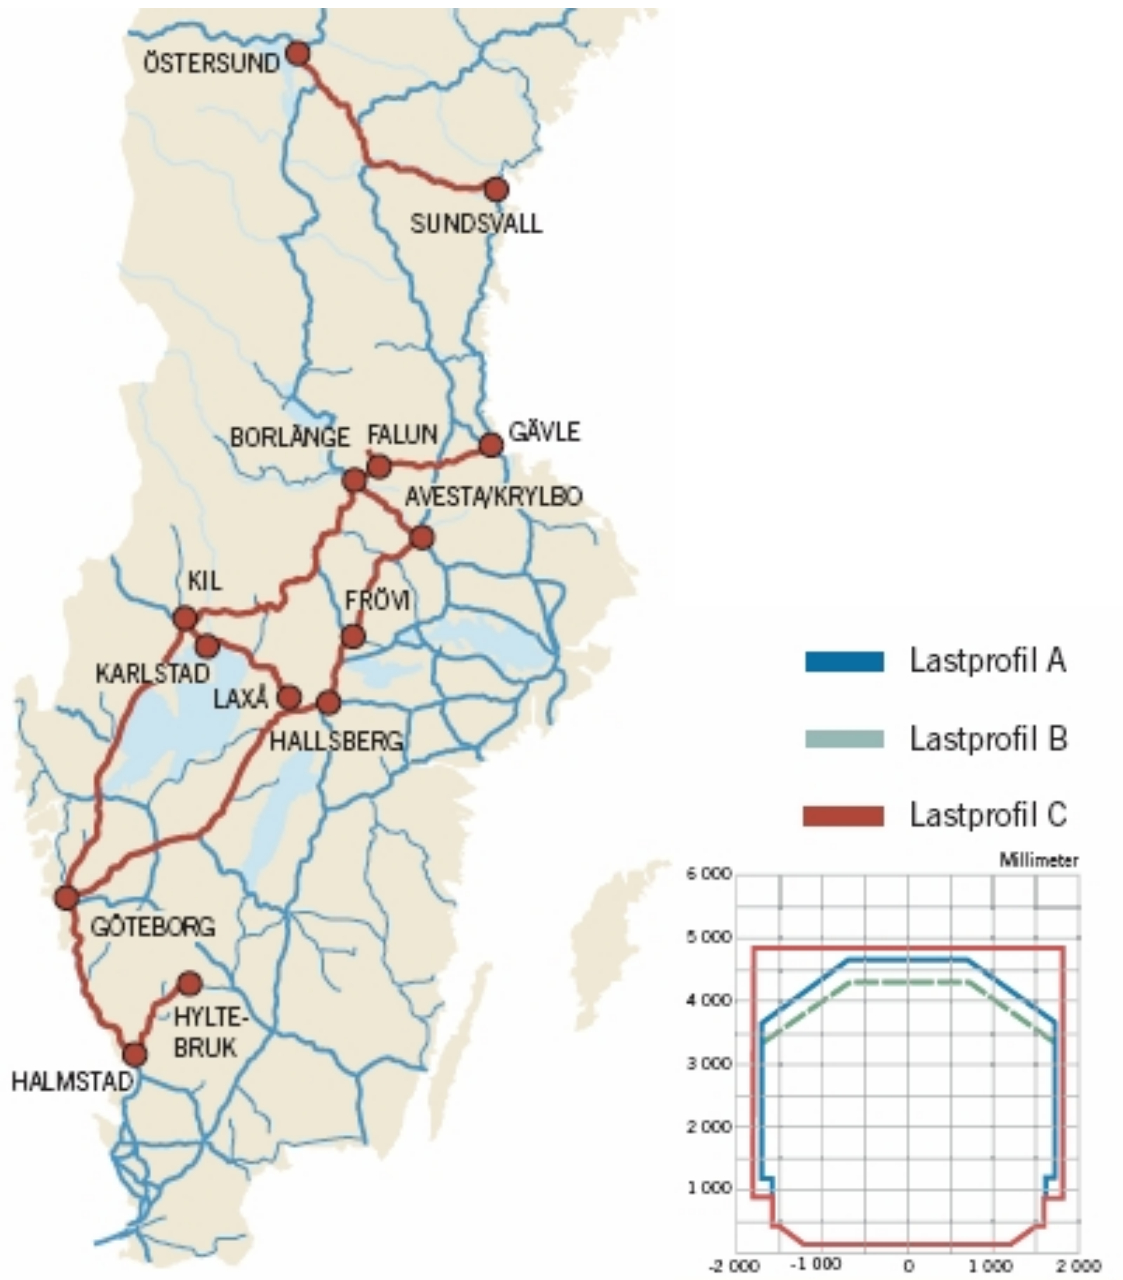 ÖSTERSUND
SUNDSVALL
BORLÄNGE
FALUN
GÄVLE
AVESTA/KRYLBO
KIL
FRÖVI
KARLSTAD
LAXÅ
HALLSBERG
GÖTEBORG
HYLTE-
BRUK
HALMSTAD
Lastprofil A
Lastprofil B
Lastprofil C
Millimeter
6 000
5 000
4 000
3 000
2 000
1 000
-2 000 -1 000 0 1 000 2 000